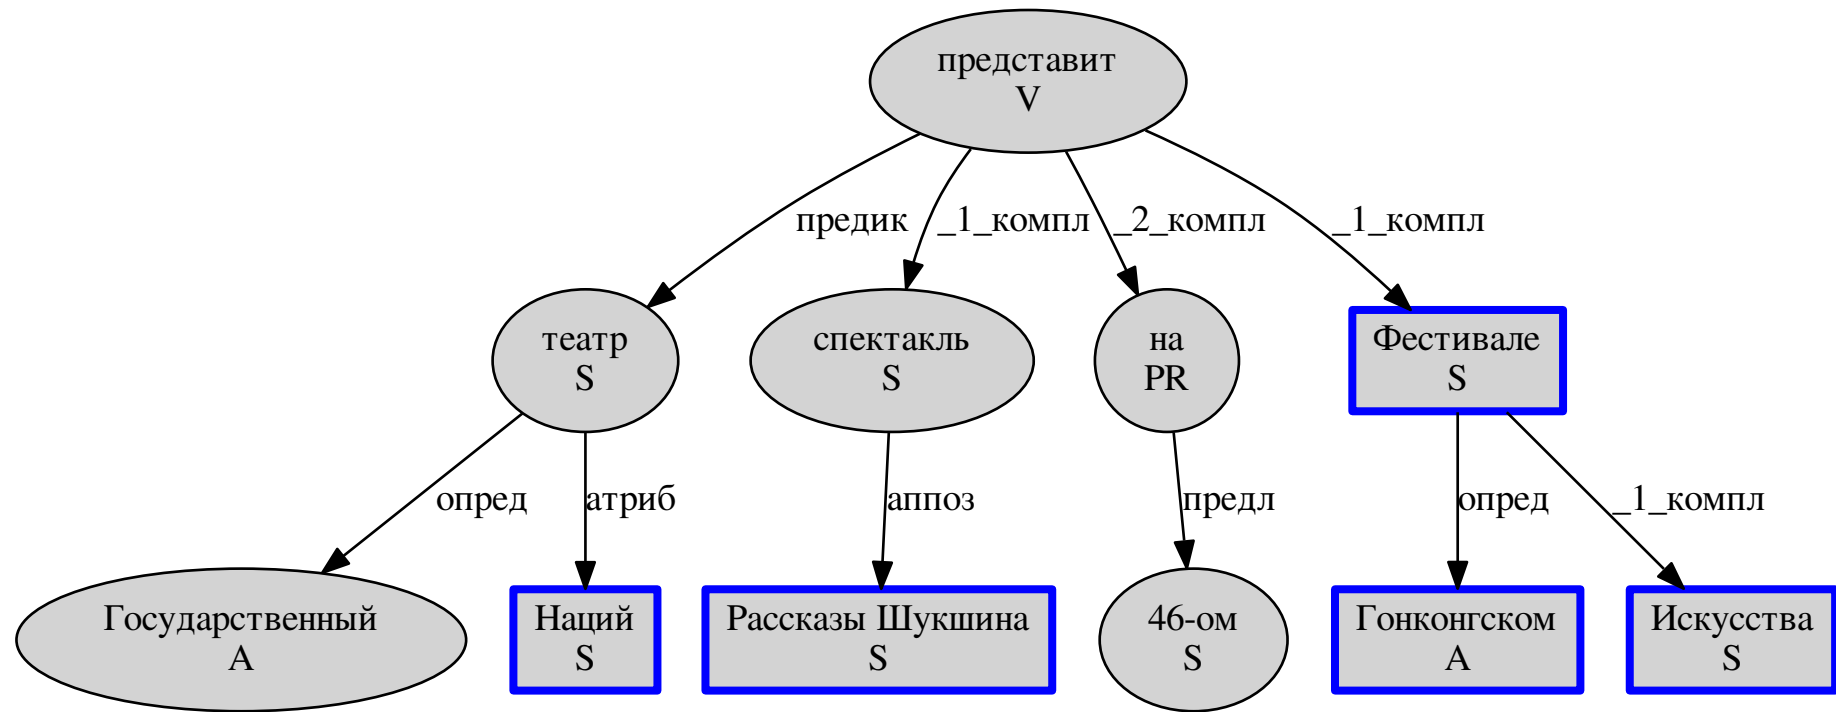 представит
V
предик
_1_компл
_2_компл
_1_компл
театр
S
спектакль
S
на
PR
Фестивале
S
опред
атриб
аппоз
предл
опред
_1_компл
Государственный
A
Наций
S
Рассказы Шукшина
S
46-ом
S
Гонконгском
A
Искусства
S